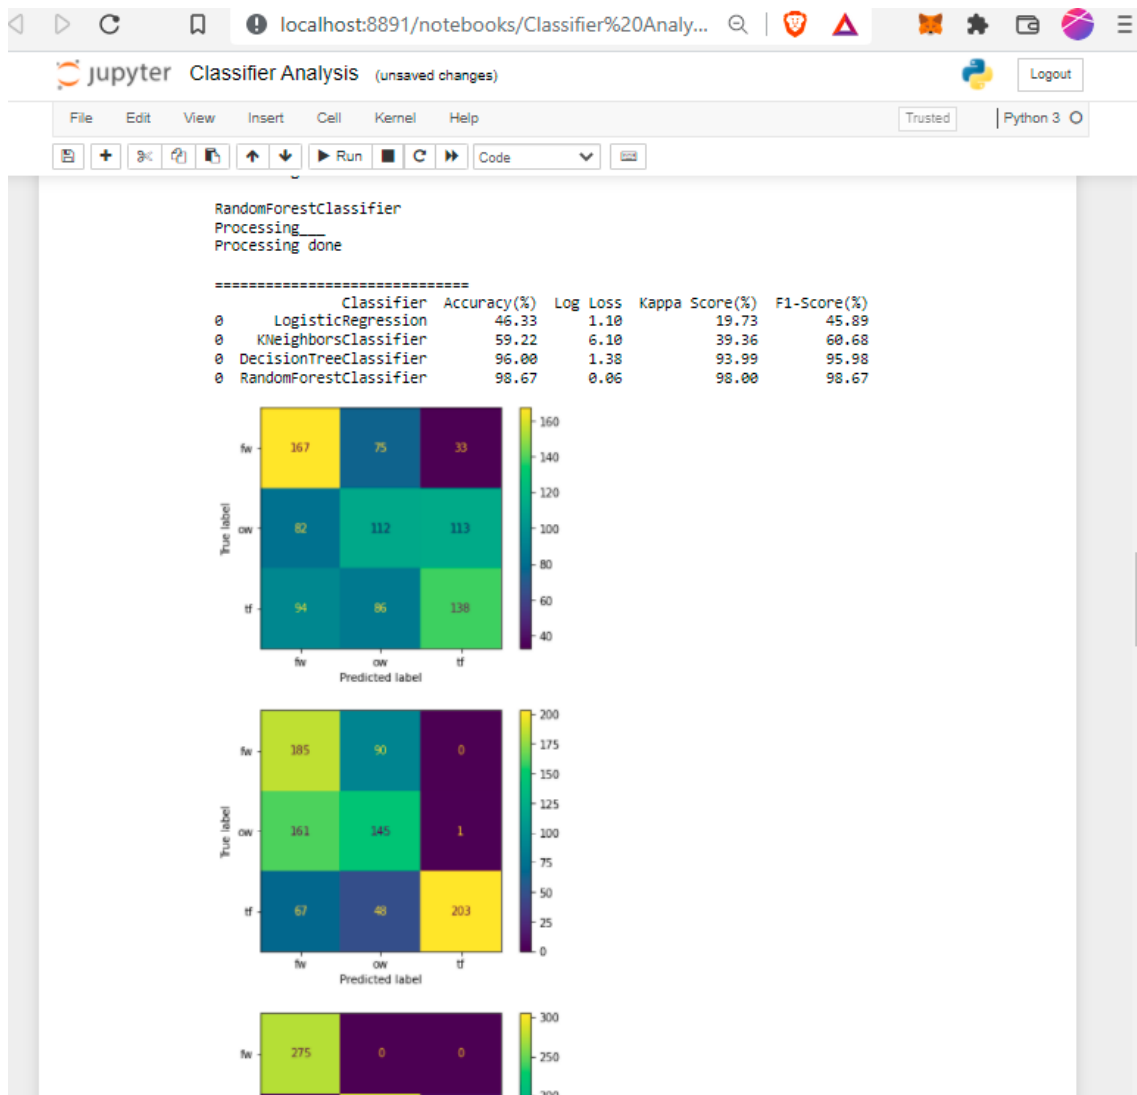 localhost:8891/notebooks/Classifier%20Analy...
jupyter Classifier Analysis (unsaved changes)
Logout
File Edit View Insert Cell Kernel Help
Trusted
Python 3
Run
Code
RandomForestClassifier
Processing___
Processing done
==============================
Classifier Accuracy(%) Log Loss Kappa Score(%) F1-Score(%)
0 LogisticRegression 46.33 1.10 19.73 45.89
0 KNeighborsClassifier 59.22 6.10 39.36 60.68
0 DecisionTreeClassifier 96.00 1.38 93.99 95.98
0 RandomForestClassifier 98.67 0.06 98.00 98.67
fw 167 75 33
ow 82 112 113
tf 94 86 138
True label
fw ow tf
Predicted label
160
140
120
100
80
60
40
fw 185 90 0
ow 161 145 1
tf 67 48 203
True label
fw ow tf
Predicted label
200
175
150
125
100
75
50
25
0
fw 275 0 0
300
250